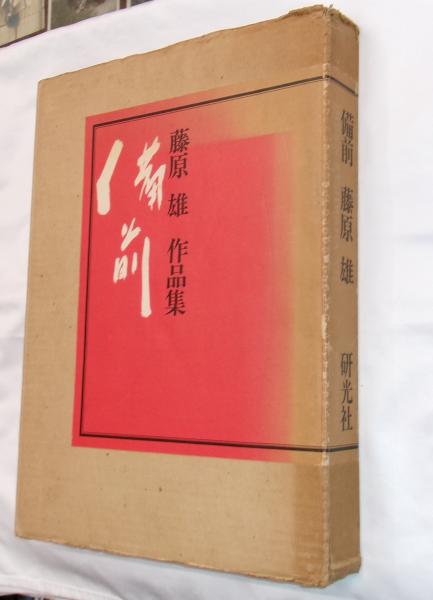 備前
藤原 雄 作品集
備前 藤原 雄 研光社